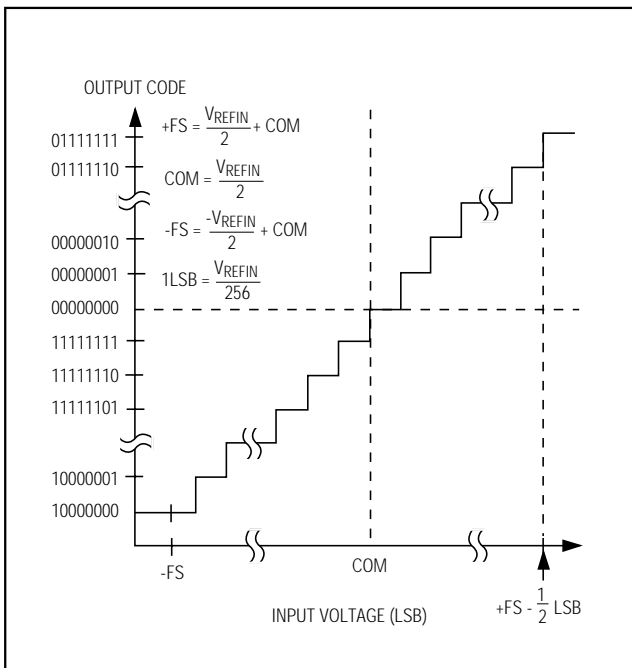 OUTPUT CODE
+FS = V_REFIN/2 + COM
COM = V_REFIN/2
-FS = -V_REFIN/2 + COM
1LSB = V_REFIN/256
01111111
01111110
00000010
00000001
00000000
11111111
11111110
11111101
10000001
10000000
-FS
COM
INPUT VOLTAGE (LSB)
+FS - 1/2 LSB